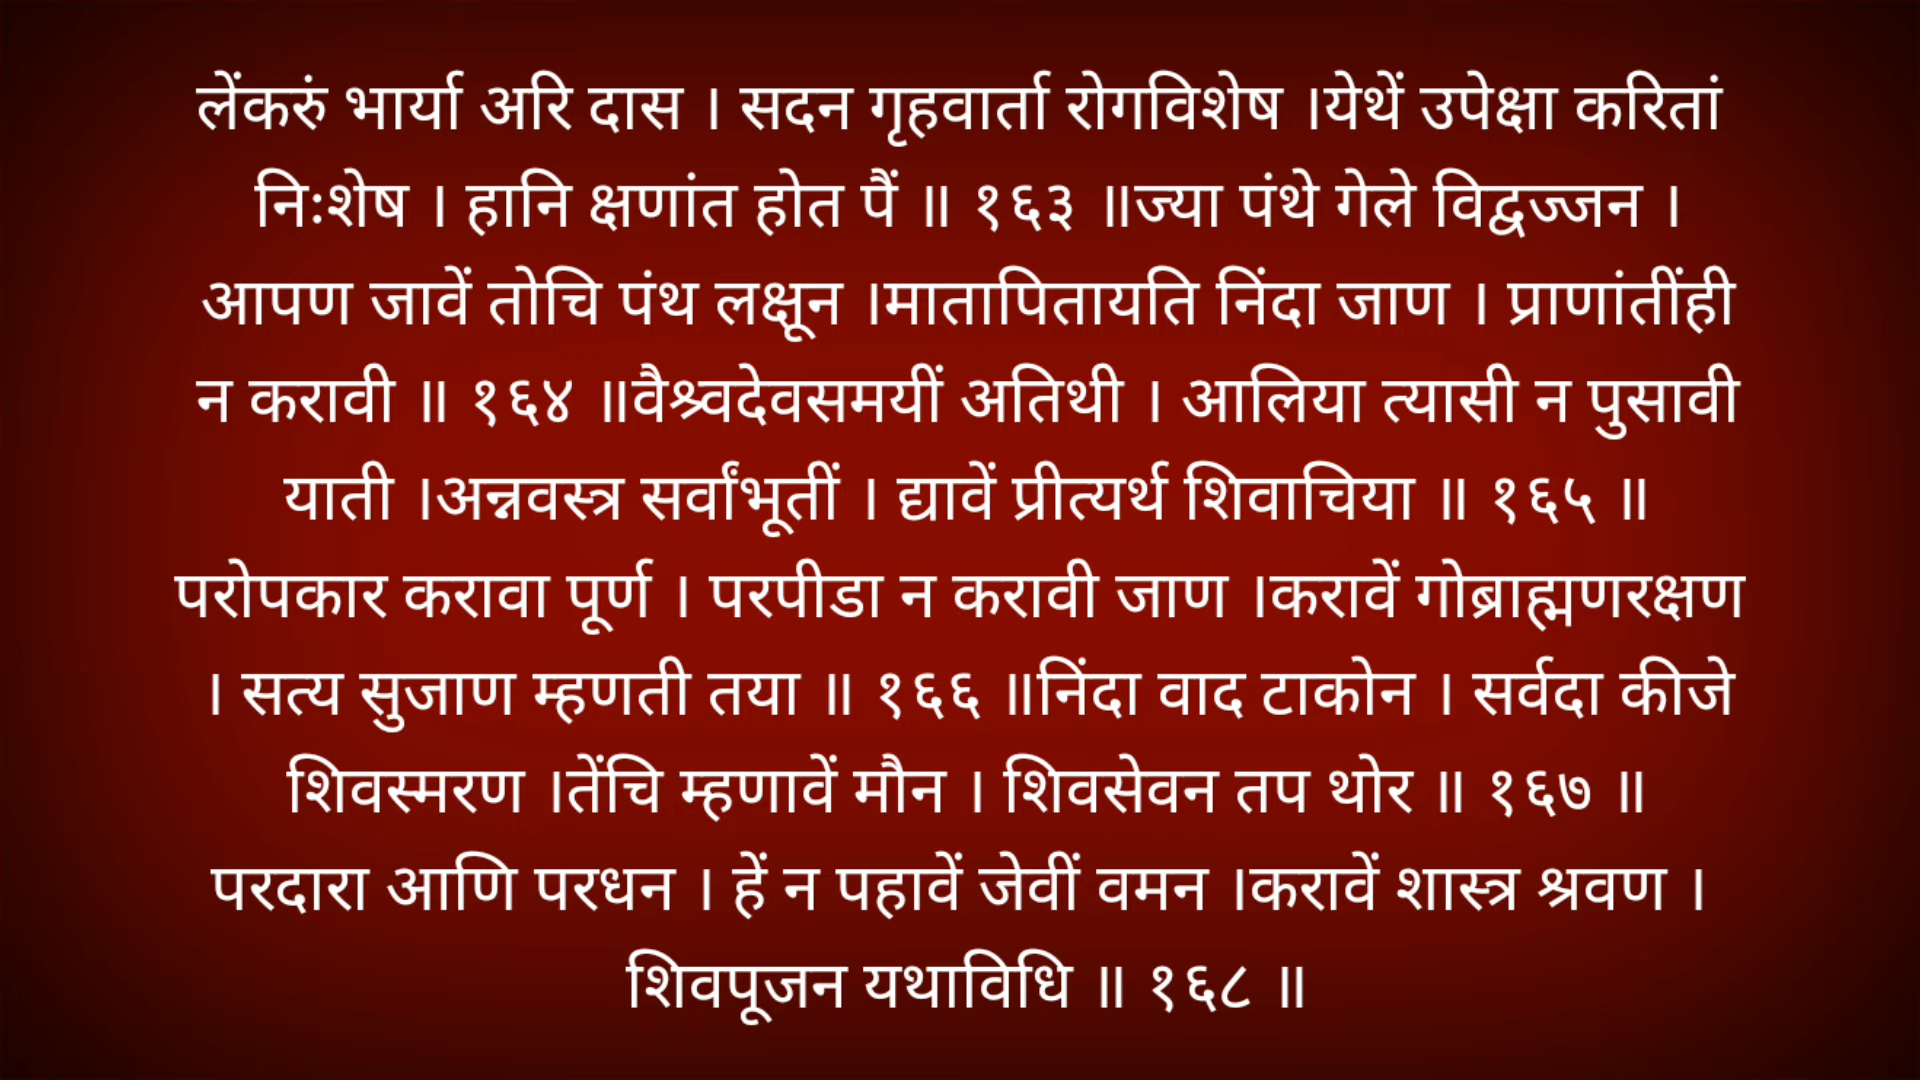 लेंकरुं भार्या अरि दास । सदन गृहवार्ता रोगविशेष ।येथें उपेक्षा करितां
निःशेष । हानि क्षणांत होत पैं ॥ १६३ ॥ज्या पंथे गेले विद्वज्जन ।
आपण जावें तोचि पंथ लक्षून ।मातापितायति निंदा जाण । प्राणांतींही
न करावी ॥ १६४ ॥वैश्र्वदेवसमयीं अतिथी । आलिया त्यासी न पुसावी
याती ।अन्नवस्त्र सर्वांभूतीं । द्यावें प्रीत्यर्थ शिवाचिया ॥ १६५ ॥
परोपकार करावा पूर्ण । परपीडा न करावी जाण ।करावें गोब्राह्मणरक्षण
। सत्य सुजाण म्हणती तया ॥ १६६ ॥निंदा वाद टाकोन । सर्वदा कीजे
शिवस्मरण ।तेंचि म्हणावें मौन । शिवसेवन तप थोर ॥ १६७ ॥
परदारा आणि परधन । हें न पहावें जेवीं वमन ।करावें शास्त्र श्रवण ।
शिवपूजन यथाविधि ॥ १६८ ॥